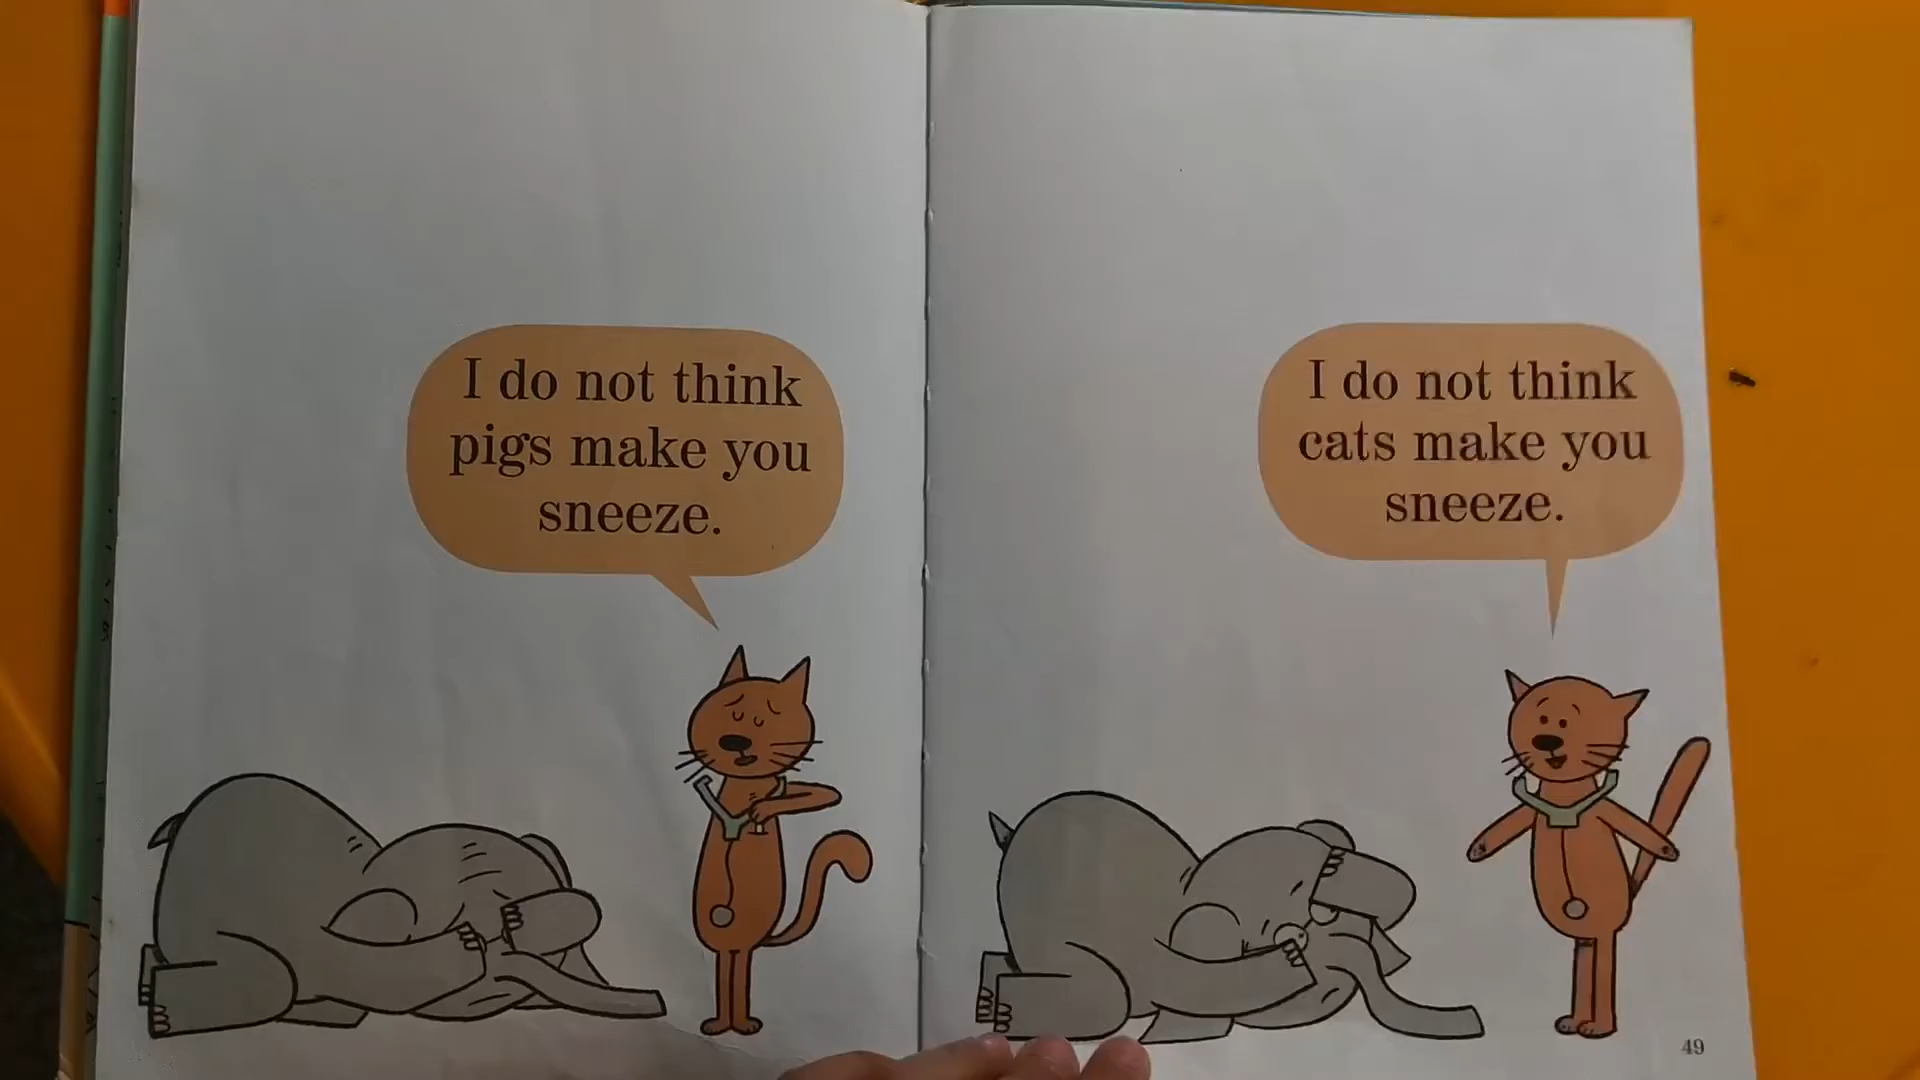 I do not think
pigs make you
sneeze.
I do not think
cats make you
sneeze.
49